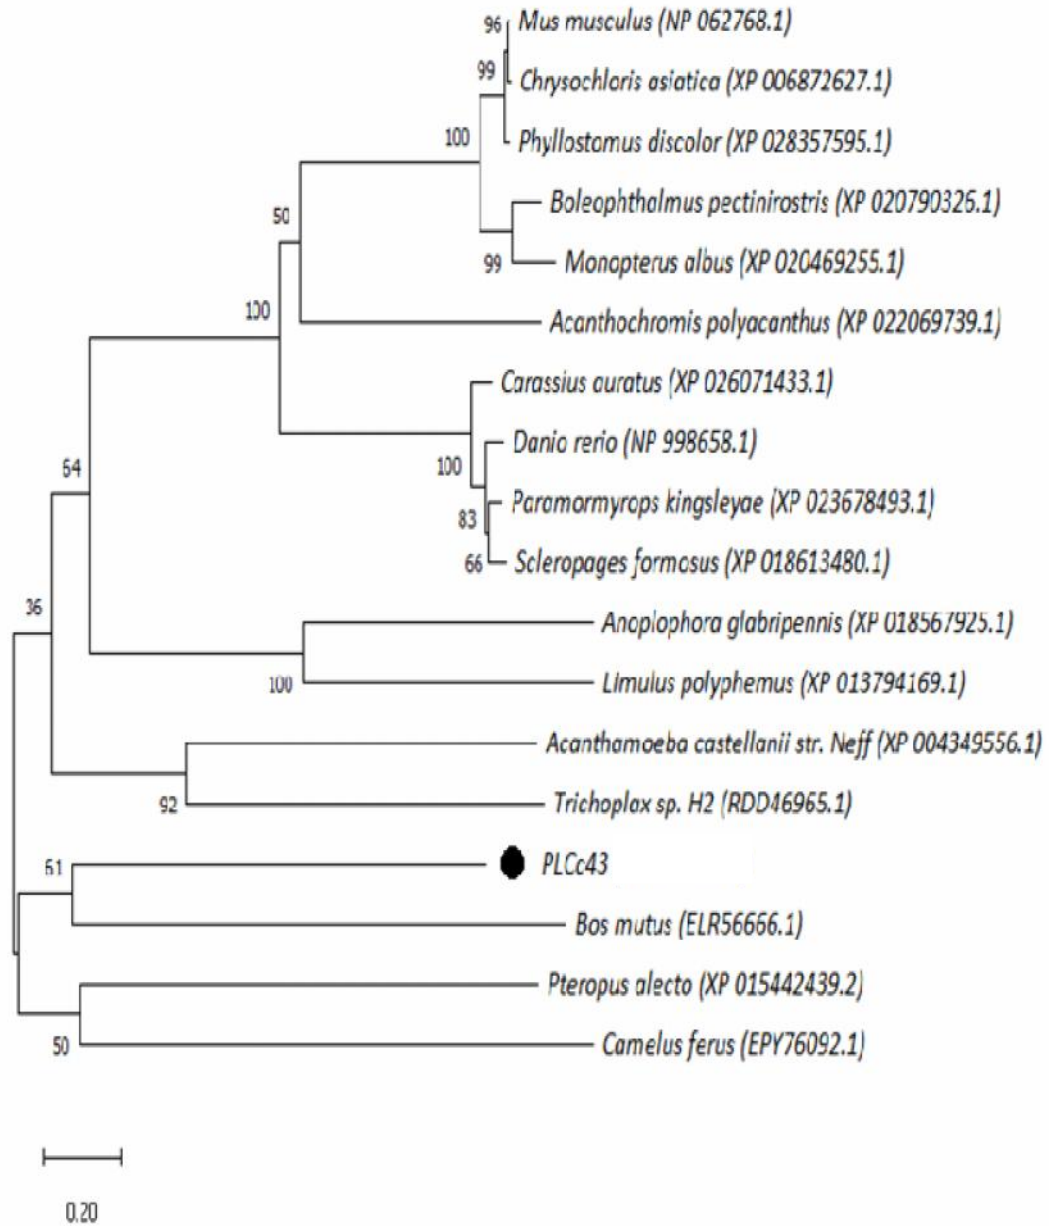 96 Mus musculus (NP 062768.1)
99 Chrysochloris asiatica (XP 006872627.1)
100 Phyllostomus discolor (XP 028357595.1)
50 Boleophthalmus pectinirostris (XP 020790326.1)
99 Monopterus albus (XP 020469255.1)
100 Acanthochromis polyacanthus (XP 022069739.1)
Carassius auratus (XP 026071433.1)
Danio rerio (NP 998658.1)
64 100
Paramormyrops kingsleyae (XP 023678493.1)
83
66 Scleropages formosus (XP 018613480.1)
36 Anoplophora glabripennis (XP 018567925.1)
100 Limulus polyphemus (XP 013794169.1)
Acanthamoeba castellanii str. Neff (XP 004349556.1)
92 Trichoplax sp. H2 (RDD46965.1)
61 PLCc43
Bos mutus (ELR56666.1)
Pteropus alecto (XP 015442439.2)
50 Camelus ferus (EPY76092.1)
0.20